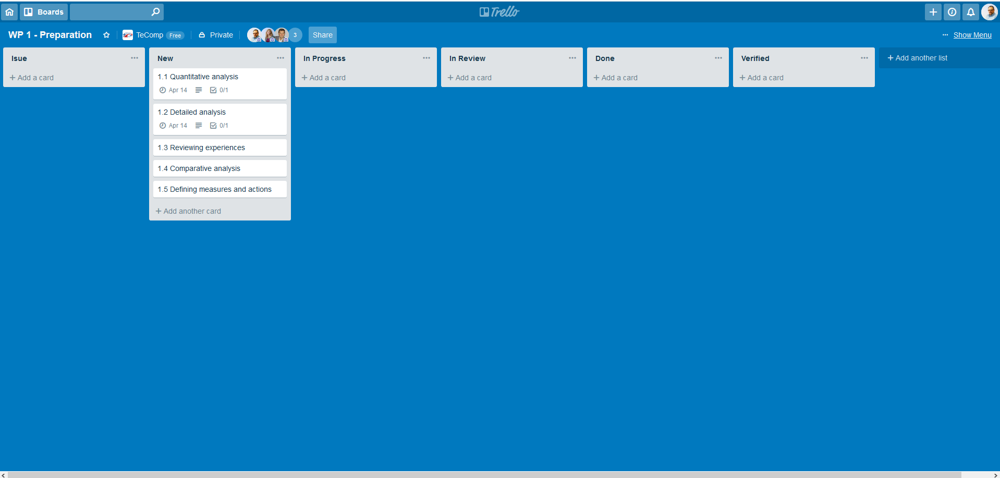 Boards
Trello
WP 1 - Preparation
TeComp Free
Private
3
Share
··· Show Menu
Isue ···
+ Add a card
New ···
1.1 Quantitative analysis
Apr 14 0/1
1.2 Detailed analysis
Apr 14 0/1
1.3 Reviewing experiences
1.4 Comparative analysis
1.5 Defining measures and actions
+ Add another card
In Progress ···
+ Add a card
In Review ···
+ Add a card
Done ···
+ Add a card
Verified ···
+ Add a card
+ Add another list